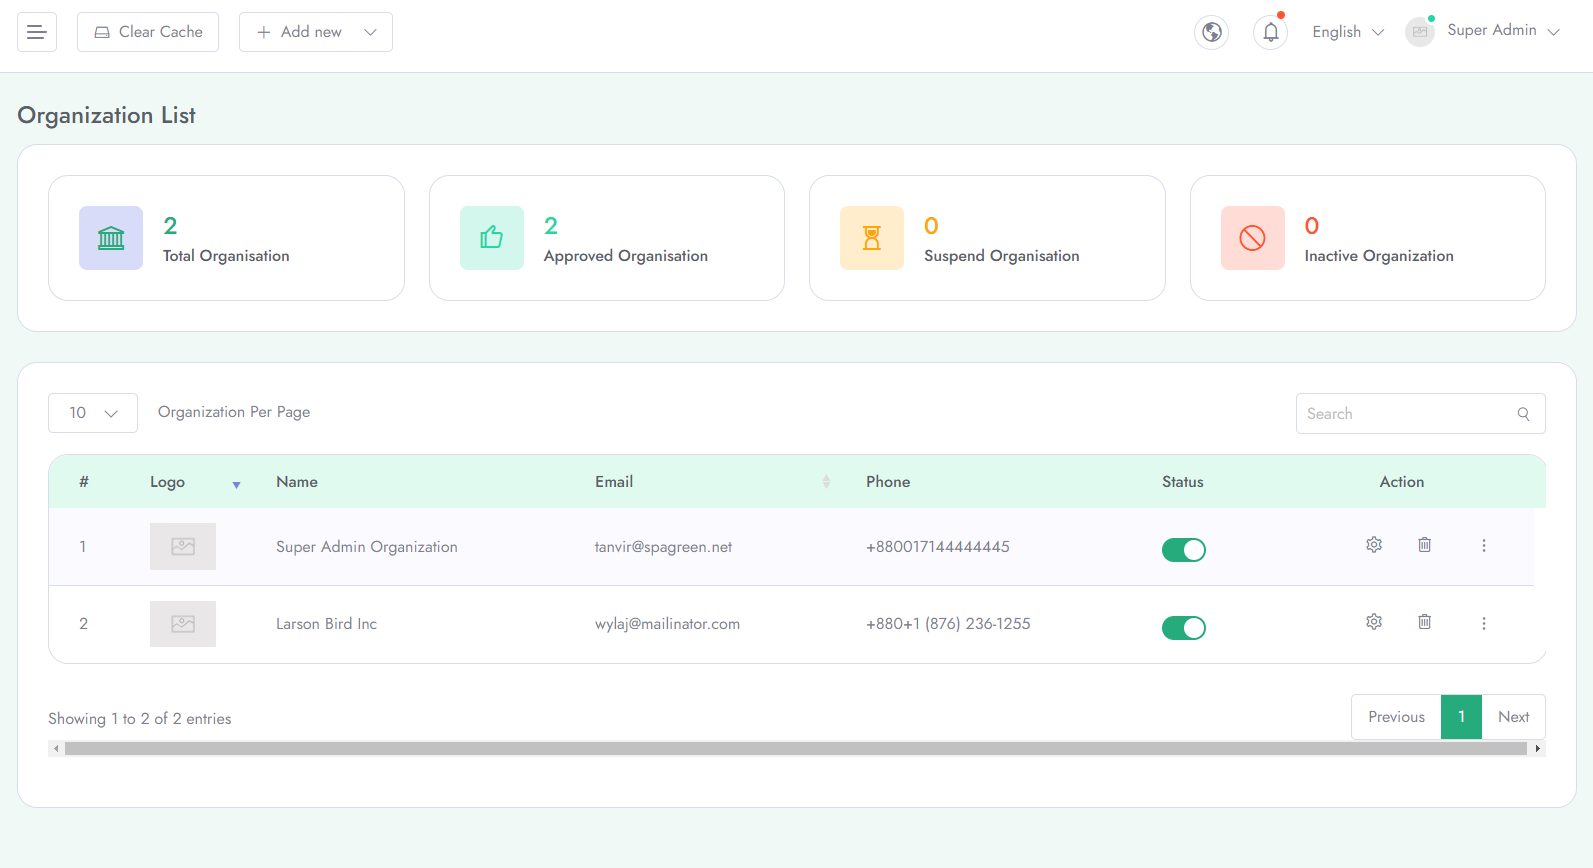 Clear Cache
Add new
English
Super Admin
Organization List
2
Total Organisation
2
Approved Organisation
0
Suspend Organisation
0
Inactive Organization
10
Organization Per Page
Search
# Logo Name Email Phone Status Action
1 Super Admin Organization tanvir@spagreen.net +880017144444445
2 Larson Bird Inc wylaj@mailinator.com +880+1 (876) 236-1255
Showing 1 to 2 of 2 entries
Previous 1 Next